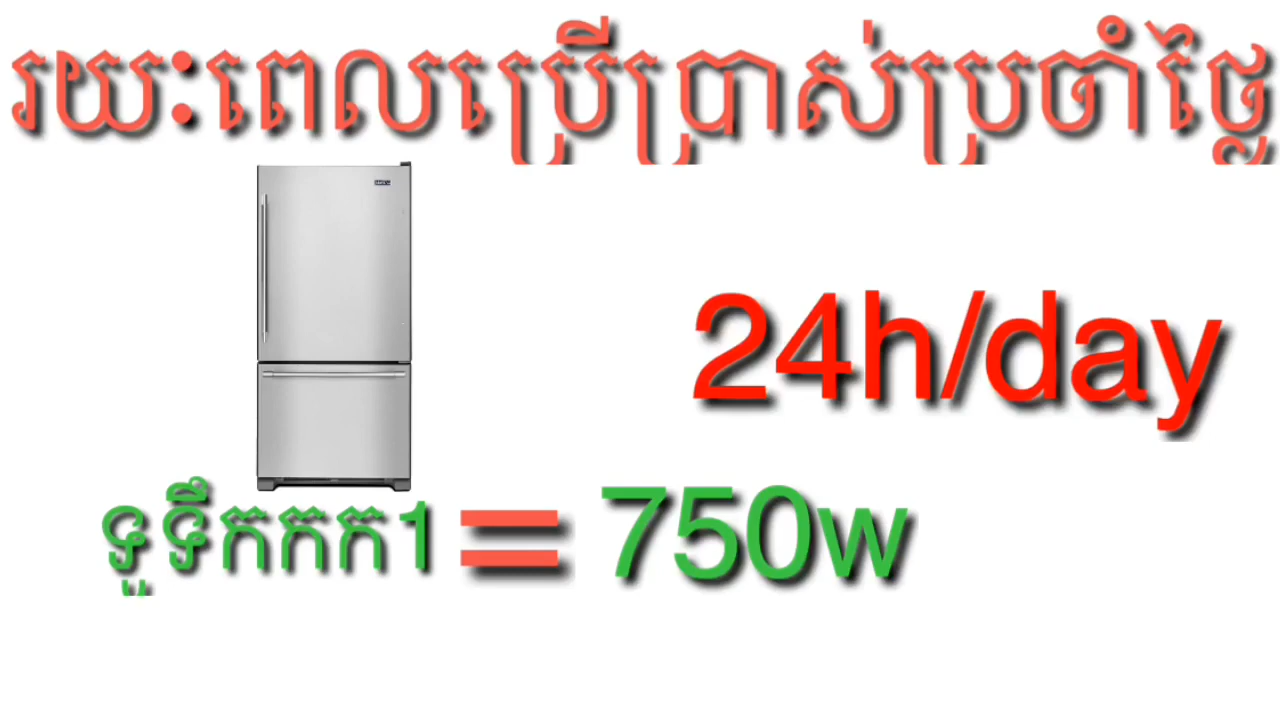 រយៈពេលប្រើប្រាស់ប្រចាំថ្ងៃ
24h/day
ទូទឹកកក1 = 750w